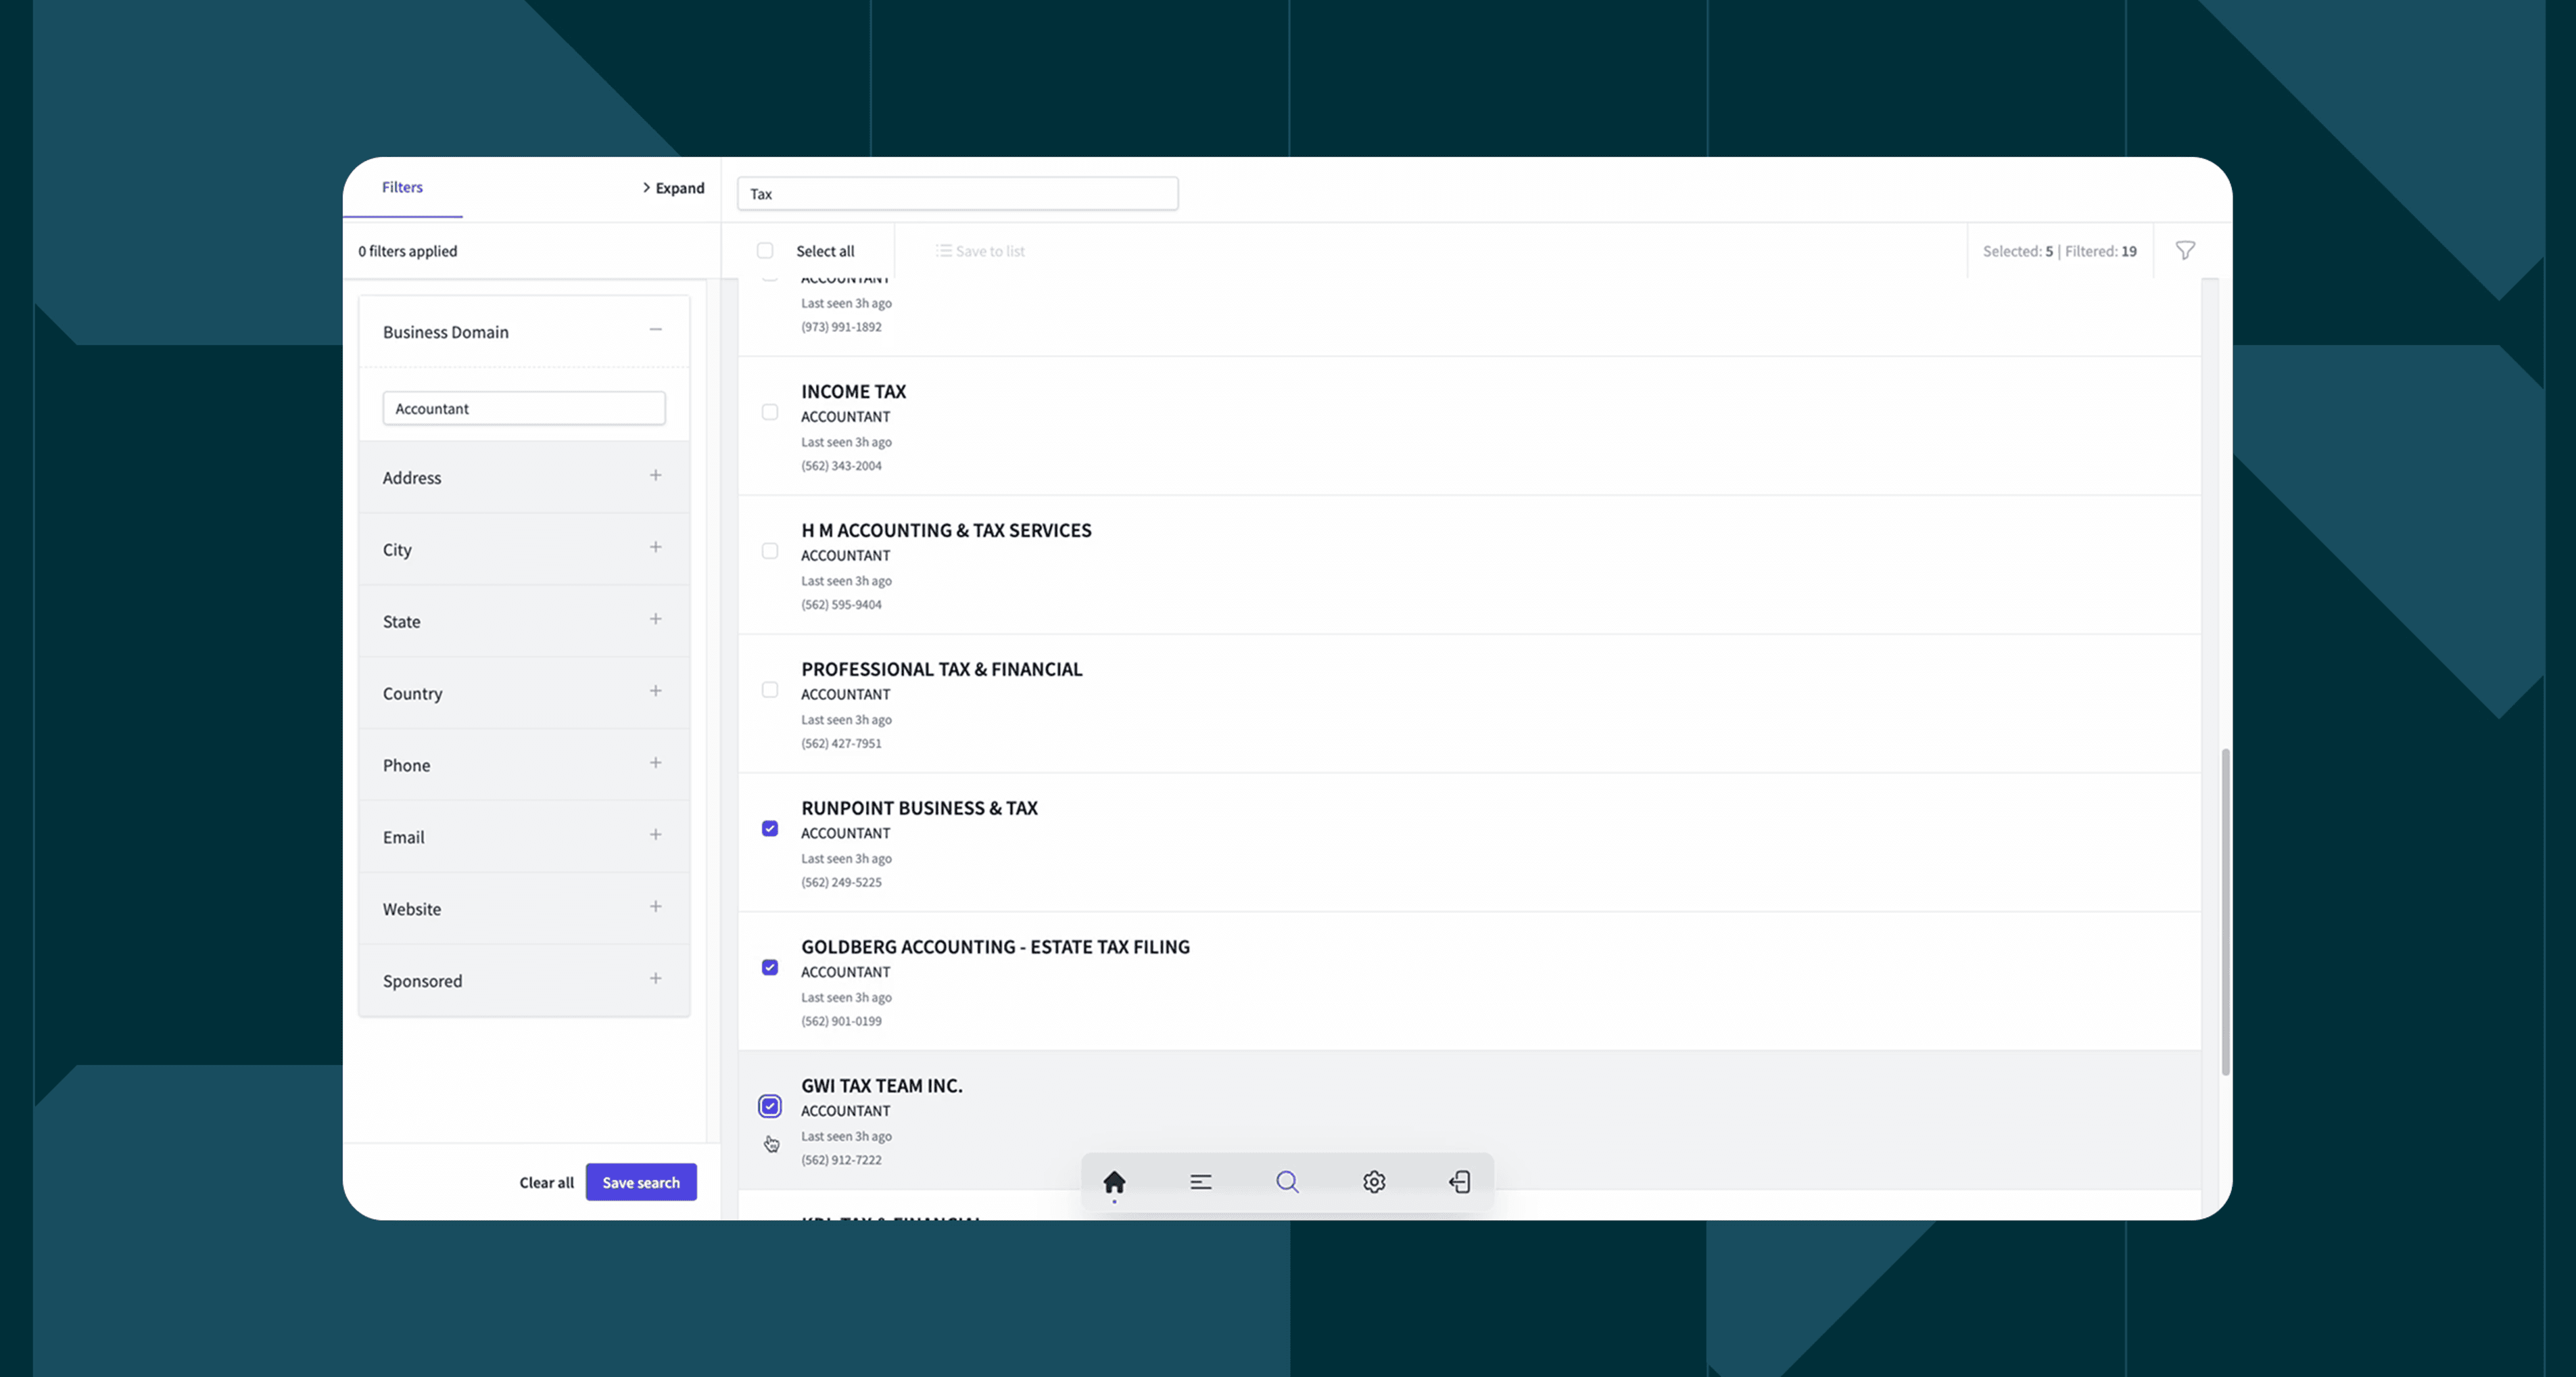 Filters
Expand
0 filters applied
Business Domain
Accountant
Address
City
State
Country
Phone
Email
Website
Sponsored
Clear all
Save search
Tax
Select all
Save to list
Selected: 5 | Filtered: 19
ACCOUNTANT
Last seen 3h ago
(973) 991-1892
INCOME TAX
ACCOUNTANT
Last seen 3h ago
(562) 343-2004
H M ACCOUNTING & TAX SERVICES
ACCOUNTANT
Last seen 3h ago
(562) 595-9404
PROFESSIONAL TAX & FINANCIAL
ACCOUNTANT
Last seen 3h ago
(562) 427-7951
RUNPOINT BUSINESS & TAX
ACCOUNTANT
Last seen 3h ago
(562) 249-5225
GOLDBERG ACCOUNTING - ESTATE TAX FILING
ACCOUNTANT
Last seen 3h ago
(562) 901-0199
GWI TAX TEAM INC.
ACCOUNTANT
Last seen 3h ago
(562) 912-7222
TAX & FINANCIAL